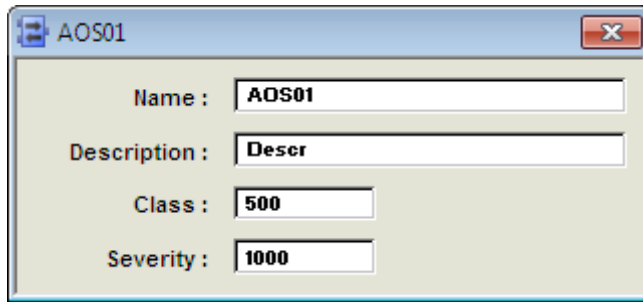 AOS01
Name : AOS01
Description : Descr
Class : 500
Severity : 1000